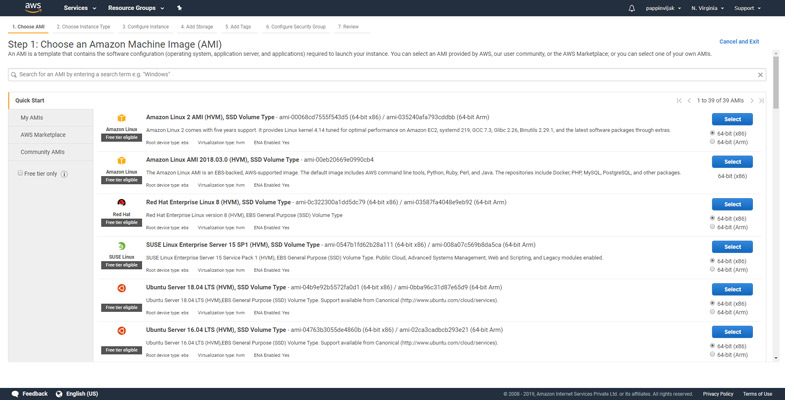 aws Services Resource Groups pappinvijak N. Virginia Support
1. Choose AMI 2. Choose Instance Type 3. Configure Instance 4. Add Storage 5. Add Tags 6. Configure Security Group 7. Review
Step 1: Choose an Amazon Machine Image (AMI) Cancel and Exit
An AMI is a template that contains the software configuration (operating system, application server, and applications) required to launch your instance. You can select an AMI provided by AWS, our user community, or the AWS Marketplace; or you can select one of your own AMIs.
Search for an AMI by entering a search term e.g. "Windows"
Quick Start
My AMIs
AWS Marketplace
Community AMIs
Free tier only
1 to 39 of 39 AMIs
Amazon Linux
Free tier eligible
Amazon Linux 2 AMI (HVM), SSD Volume Type - ami-00068cd7555f543d5 (64-bit x86) / ami-035240afa793cddbb (64-bit Arm)
Amazon Linux 2 comes with five years support. It provides Linux kernel 4.14 tuned for optimal performance on Amazon EC2, systemd 219, GCC 7.3, Glibc 2.26, Binutils 2.29.1, and the latest software packages through extras.
Root device type: ebs Virtualization type: hvm ENA Enabled: Yes
Select
64-bit (x86)
64-bit (Arm)
Amazon Linux
Free tier eligible
Amazon Linux AMI 2018.03.0 (HVM), SSD Volume Type - ami-00eb20669e0990cb4
The Amazon Linux AMI is an EBS-backed, AWS-supported image. The default image includes AWS command line tools, Python, Ruby, Perl, and Java. The repositories include Docker, PHP, MySQL, PostgreSQL, and other packages.
Root device type: ebs Virtualization type: hvm ENA Enabled: Yes
Select
64-bit (x86)
Red Hat
Free tier eligible
Red Hat Enterprise Linux 8 (HVM), SSD Volume Type - ami-0c322300a1dd5dc79 (64-bit x86) / ami-03587fa4048e9eb92 (64-bit Arm)
Red Hat Enterprise Linux version 8 (HVM), EBS General Purpose (SSD) Volume Type
Root device type: ebs Virtualization type: hvm ENA Enabled: Yes
Select
64-bit (x86)
64-bit (Arm)
SUSE Linux
Free tier eligible
SUSE Linux Enterprise Server 15 SP1 (HVM), SSD Volume Type - ami-0547b1fd62b28a111 (64-bit x86) / ami-008a07c569b8da5ca (64-bit Arm)
SUSE Linux Enterprise Server 15 Service Pack 1 (HVM), EBS General Purpose (SSD) Volume Type. Public Cloud, Advanced Systems Management, Web and Scripting, and Legacy modules enabled.
Root device type: ebs Virtualization type: hvm ENA Enabled: Yes
Select
64-bit (x86)
64-bit (Arm)
Free tier eligible
Ubuntu Server 18.04 LTS (HVM), SSD Volume Type - ami-04b9e92b5572fa0d1 (64-bit x86) / ami-0bba96c31d87e65d9 (64-bit Arm)
Ubuntu Server 18.04 LTS (HVM),EBS General Purpose (SSD) Volume Type. Support available from Canonical (http://www.ubuntu.com/cloud/services).
Root device type: ebs Virtualization type: hvm ENA Enabled: Yes
Select
64-bit (x86)
64-bit (Arm)
Free tier eligible
Ubuntu Server 16.04 LTS (HVM), SSD Volume Type - ami-04763b3055de4860b (64-bit x86) / ami-02ca3cadbcb293e21 (64-bit Arm)
Ubuntu Server 16.04 LTS (HVM),EBS General Purpose (SSD) Volume Type. Support available from Canonical (http://www.ubuntu.com/cloud/services).
Root device type: ebs Virtualization type: hvm ENA Enabled: Yes
Select
64-bit (x86)
64-bit (Arm)
Feedback English (US) © 2008 - 2019, Amazon Internet Services Private Ltd. or its affiliates. All rights reserved. Privacy Policy Terms of Use